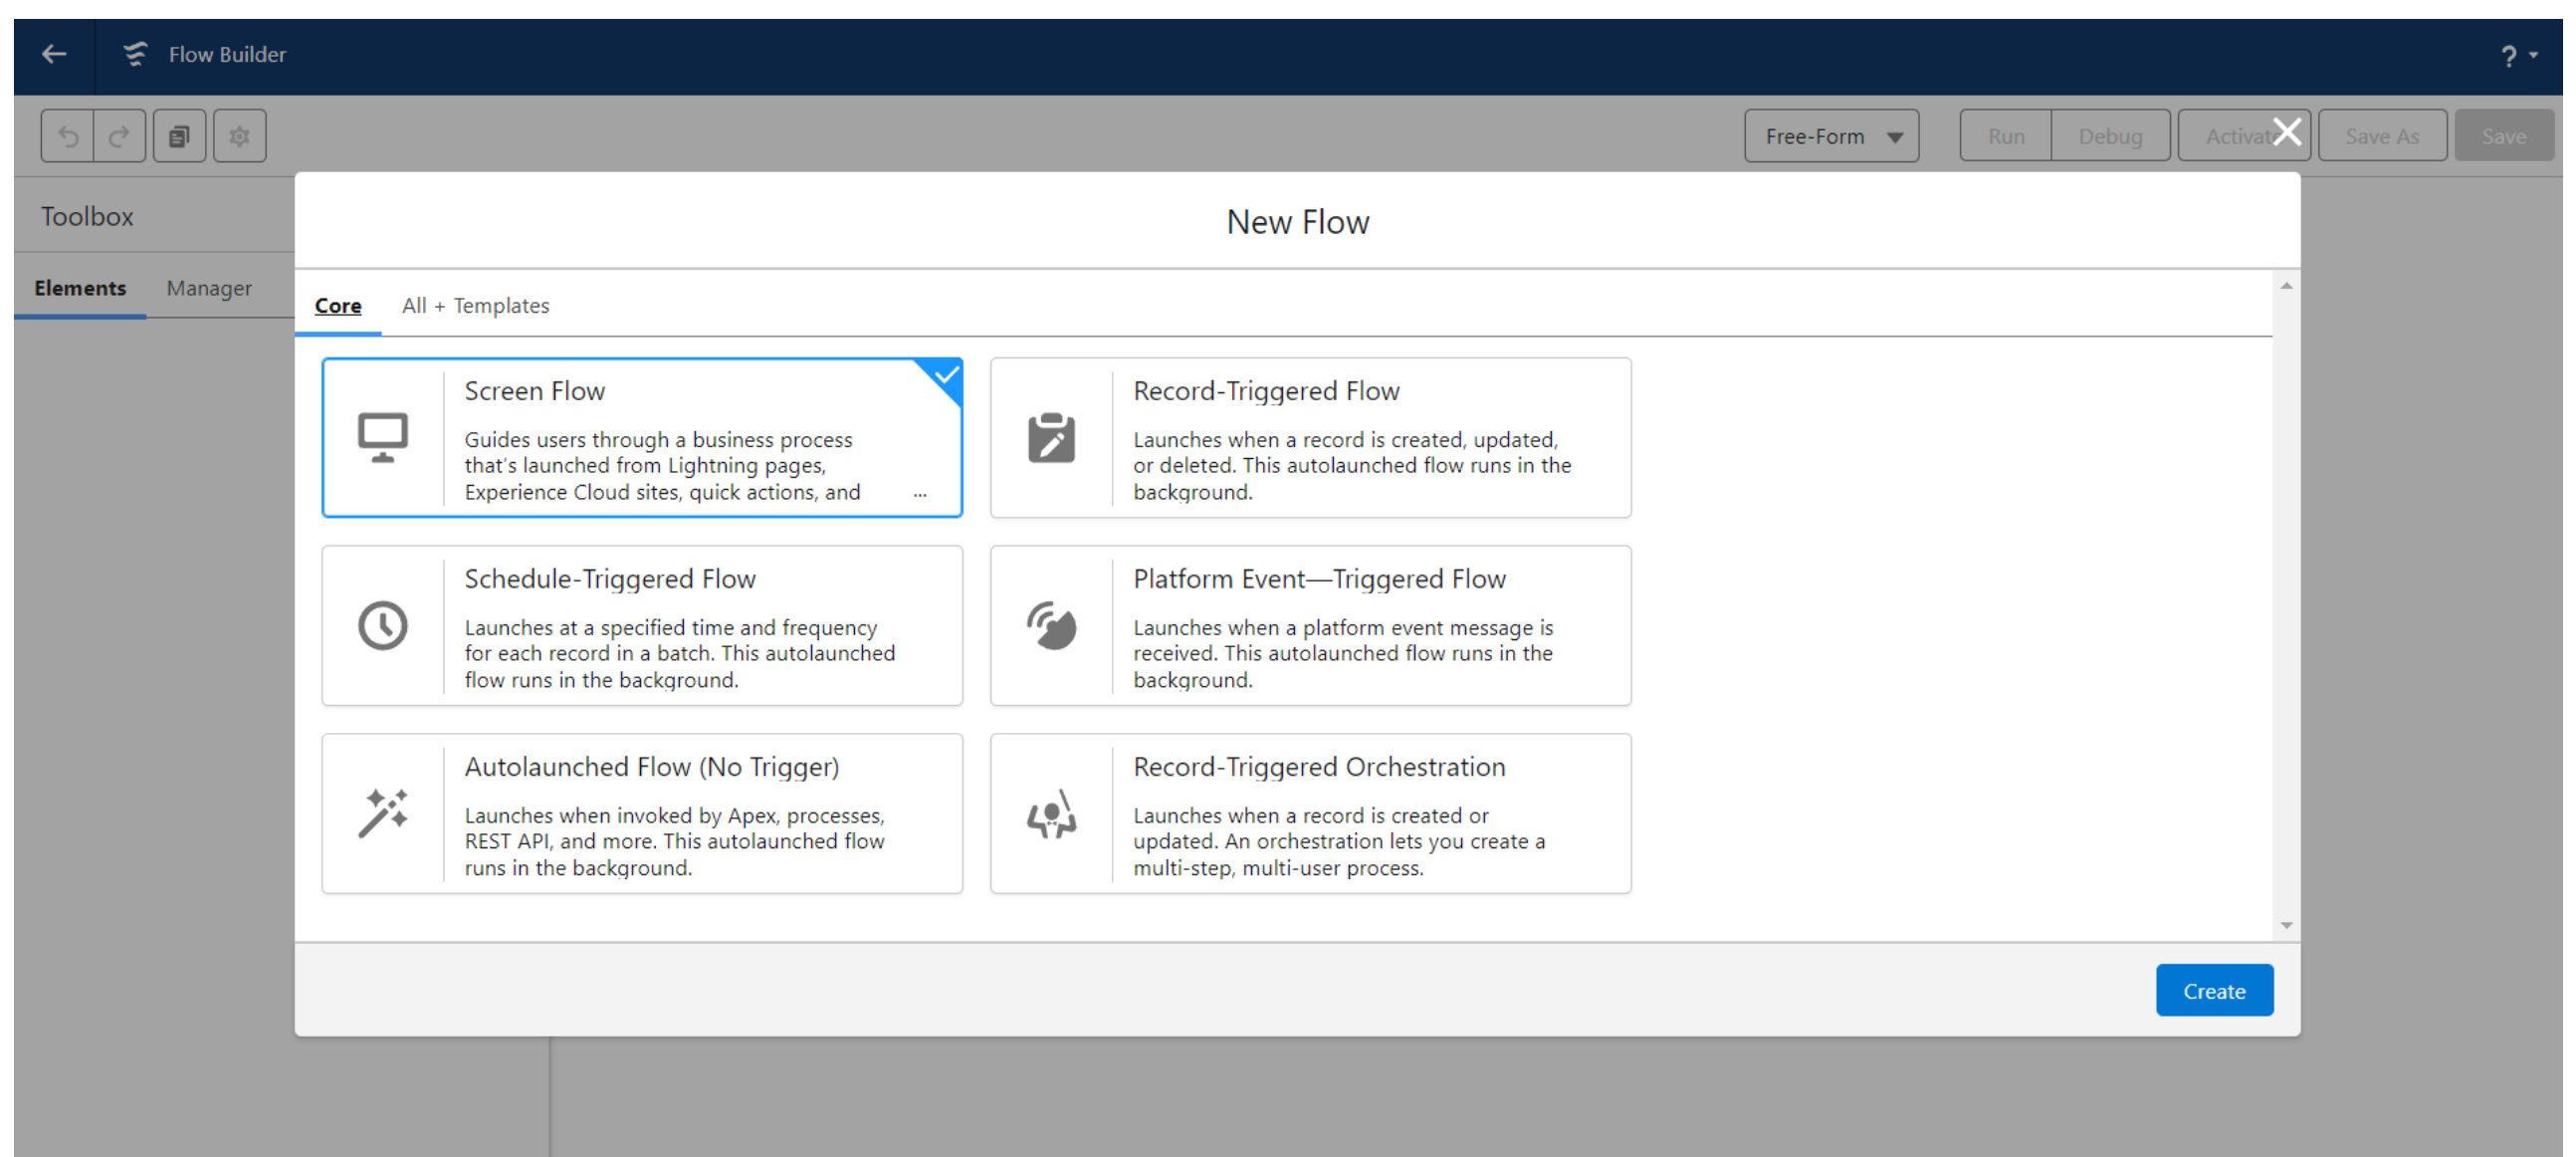 Flow Builder
?
Free-Form
Run
Debug
Activate
Save As
Save
Toolbox
New Flow
Elements
Manager
Core
All + Templates
Screen Flow
Guides users through a business process
that's launched from Lightning pages,
Experience Cloud sites, quick actions, and ...
Record-Triggered Flow
Launches when a record is created, updated,
or deleted. This autolaunched flow runs in the
background.
Schedule-Triggered Flow
Launches at a specified time and frequency
for each record in a batch. This autolaunched
flow runs in the background.
Platform Event—Triggered Flow
Launches when a platform event message is
received. This autolaunched flow runs in the
background.
Autolaunched Flow (No Trigger)
Launches when invoked by Apex, processes,
REST API, and more. This autolaunched flow
runs in the background.
Record-Triggered Orchestration
Launches when a record is created or
updated. An orchestration lets you create a
multi-step, multi-user process.
Create